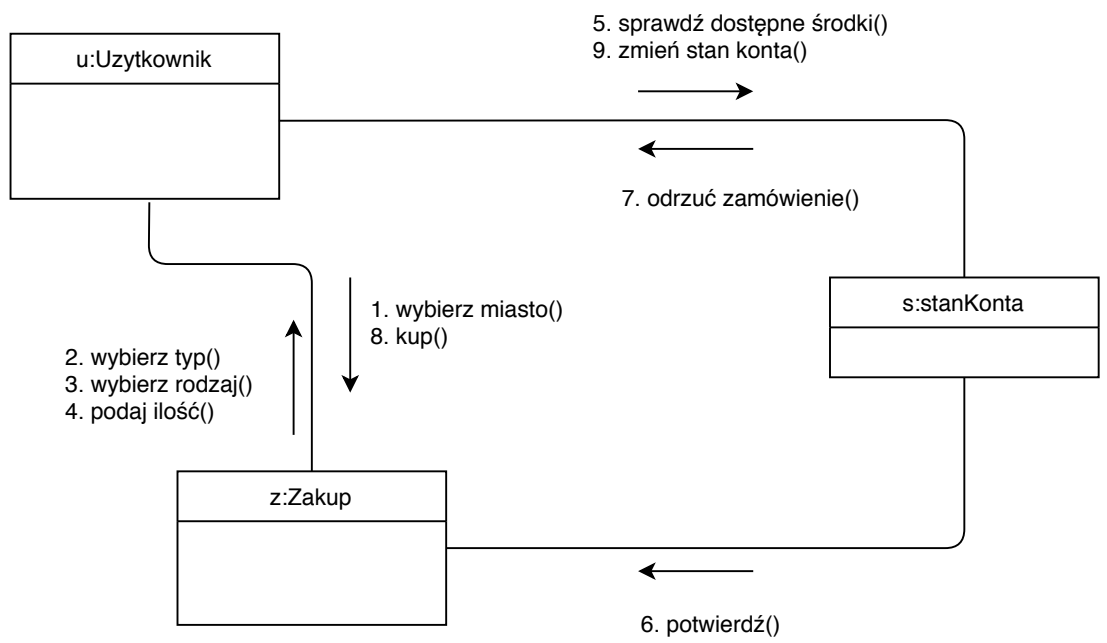 5. sprawdź dostępne środki()
9. zmień stan konta()
u:Uzytkownik
7. odrzuć zamówienie()
s:stanKonta
1. wybierz miasto()
8. kup()
2. wybierz typ()
3. wybierz rodzaj()
4. podaj ilość()
z:Zakup
6. potwierdź()